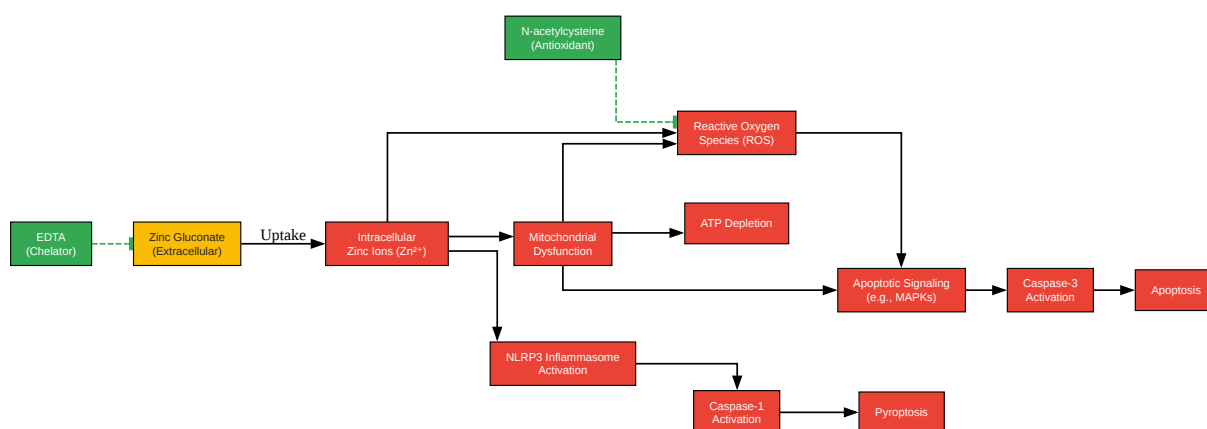 N-acetylcysteine
(Antioxidant)
Reactive Oxygen
Species (ROS)
EDTA
(Chelator)
Zinc Gluconate
(Extracellular)
Uptake
Intracellular
Zinc Ions (Zn²⁺)
Mitochondrial
Dysfunction
ATP Depletion
Apoptotic Signaling
(e.g., MAPKs)
Caspase-3
Activation
Apoptosis
NLRP3 Inflammasome
Activation
Caspase-1
Activation
Pyroptosis